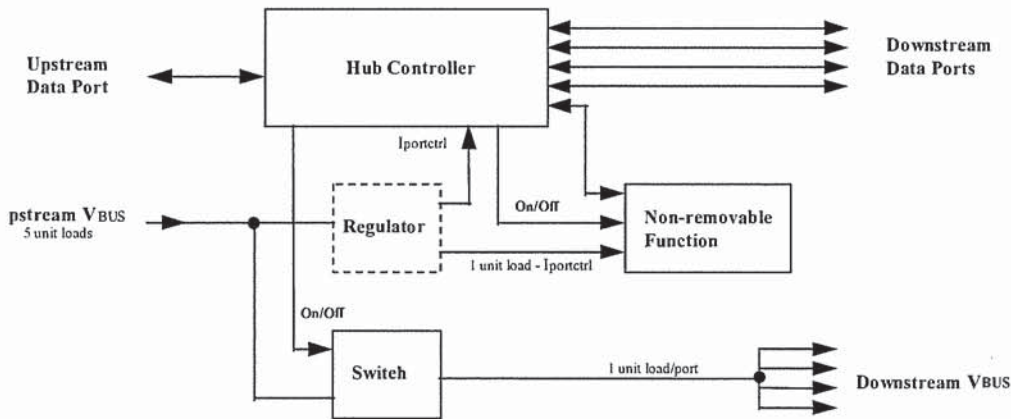 Upstream
Data Port
Hub Controller
Downstream
Data Ports
Iportctrl
pstream VBUS
5 unit loads
Regulator
On/Off
Non-removable
Function
1 unit load - Iportctrl
On/Off
Switch
1 unit load/port
Downstream VBUS